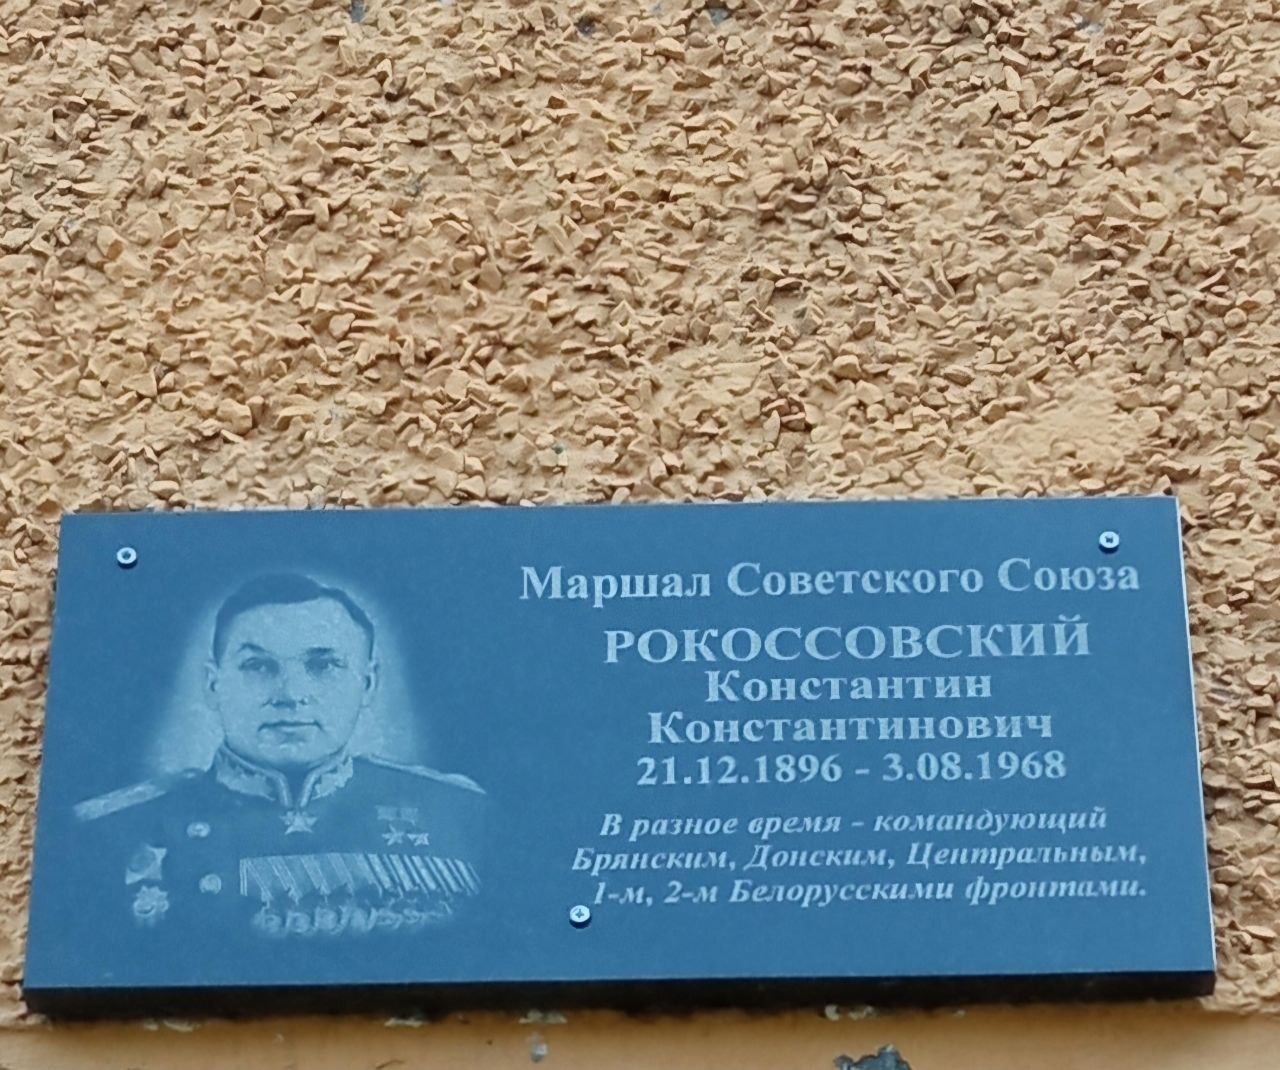 Маршал Советского Союза
РОКОССОВСКИЙ
Константин
Константинович
21.12.1896 - 3.08.1968
В разное время - командующий
Брянским, Донским, Центральным,
1-м, 2-м Белорусскими фронтами.